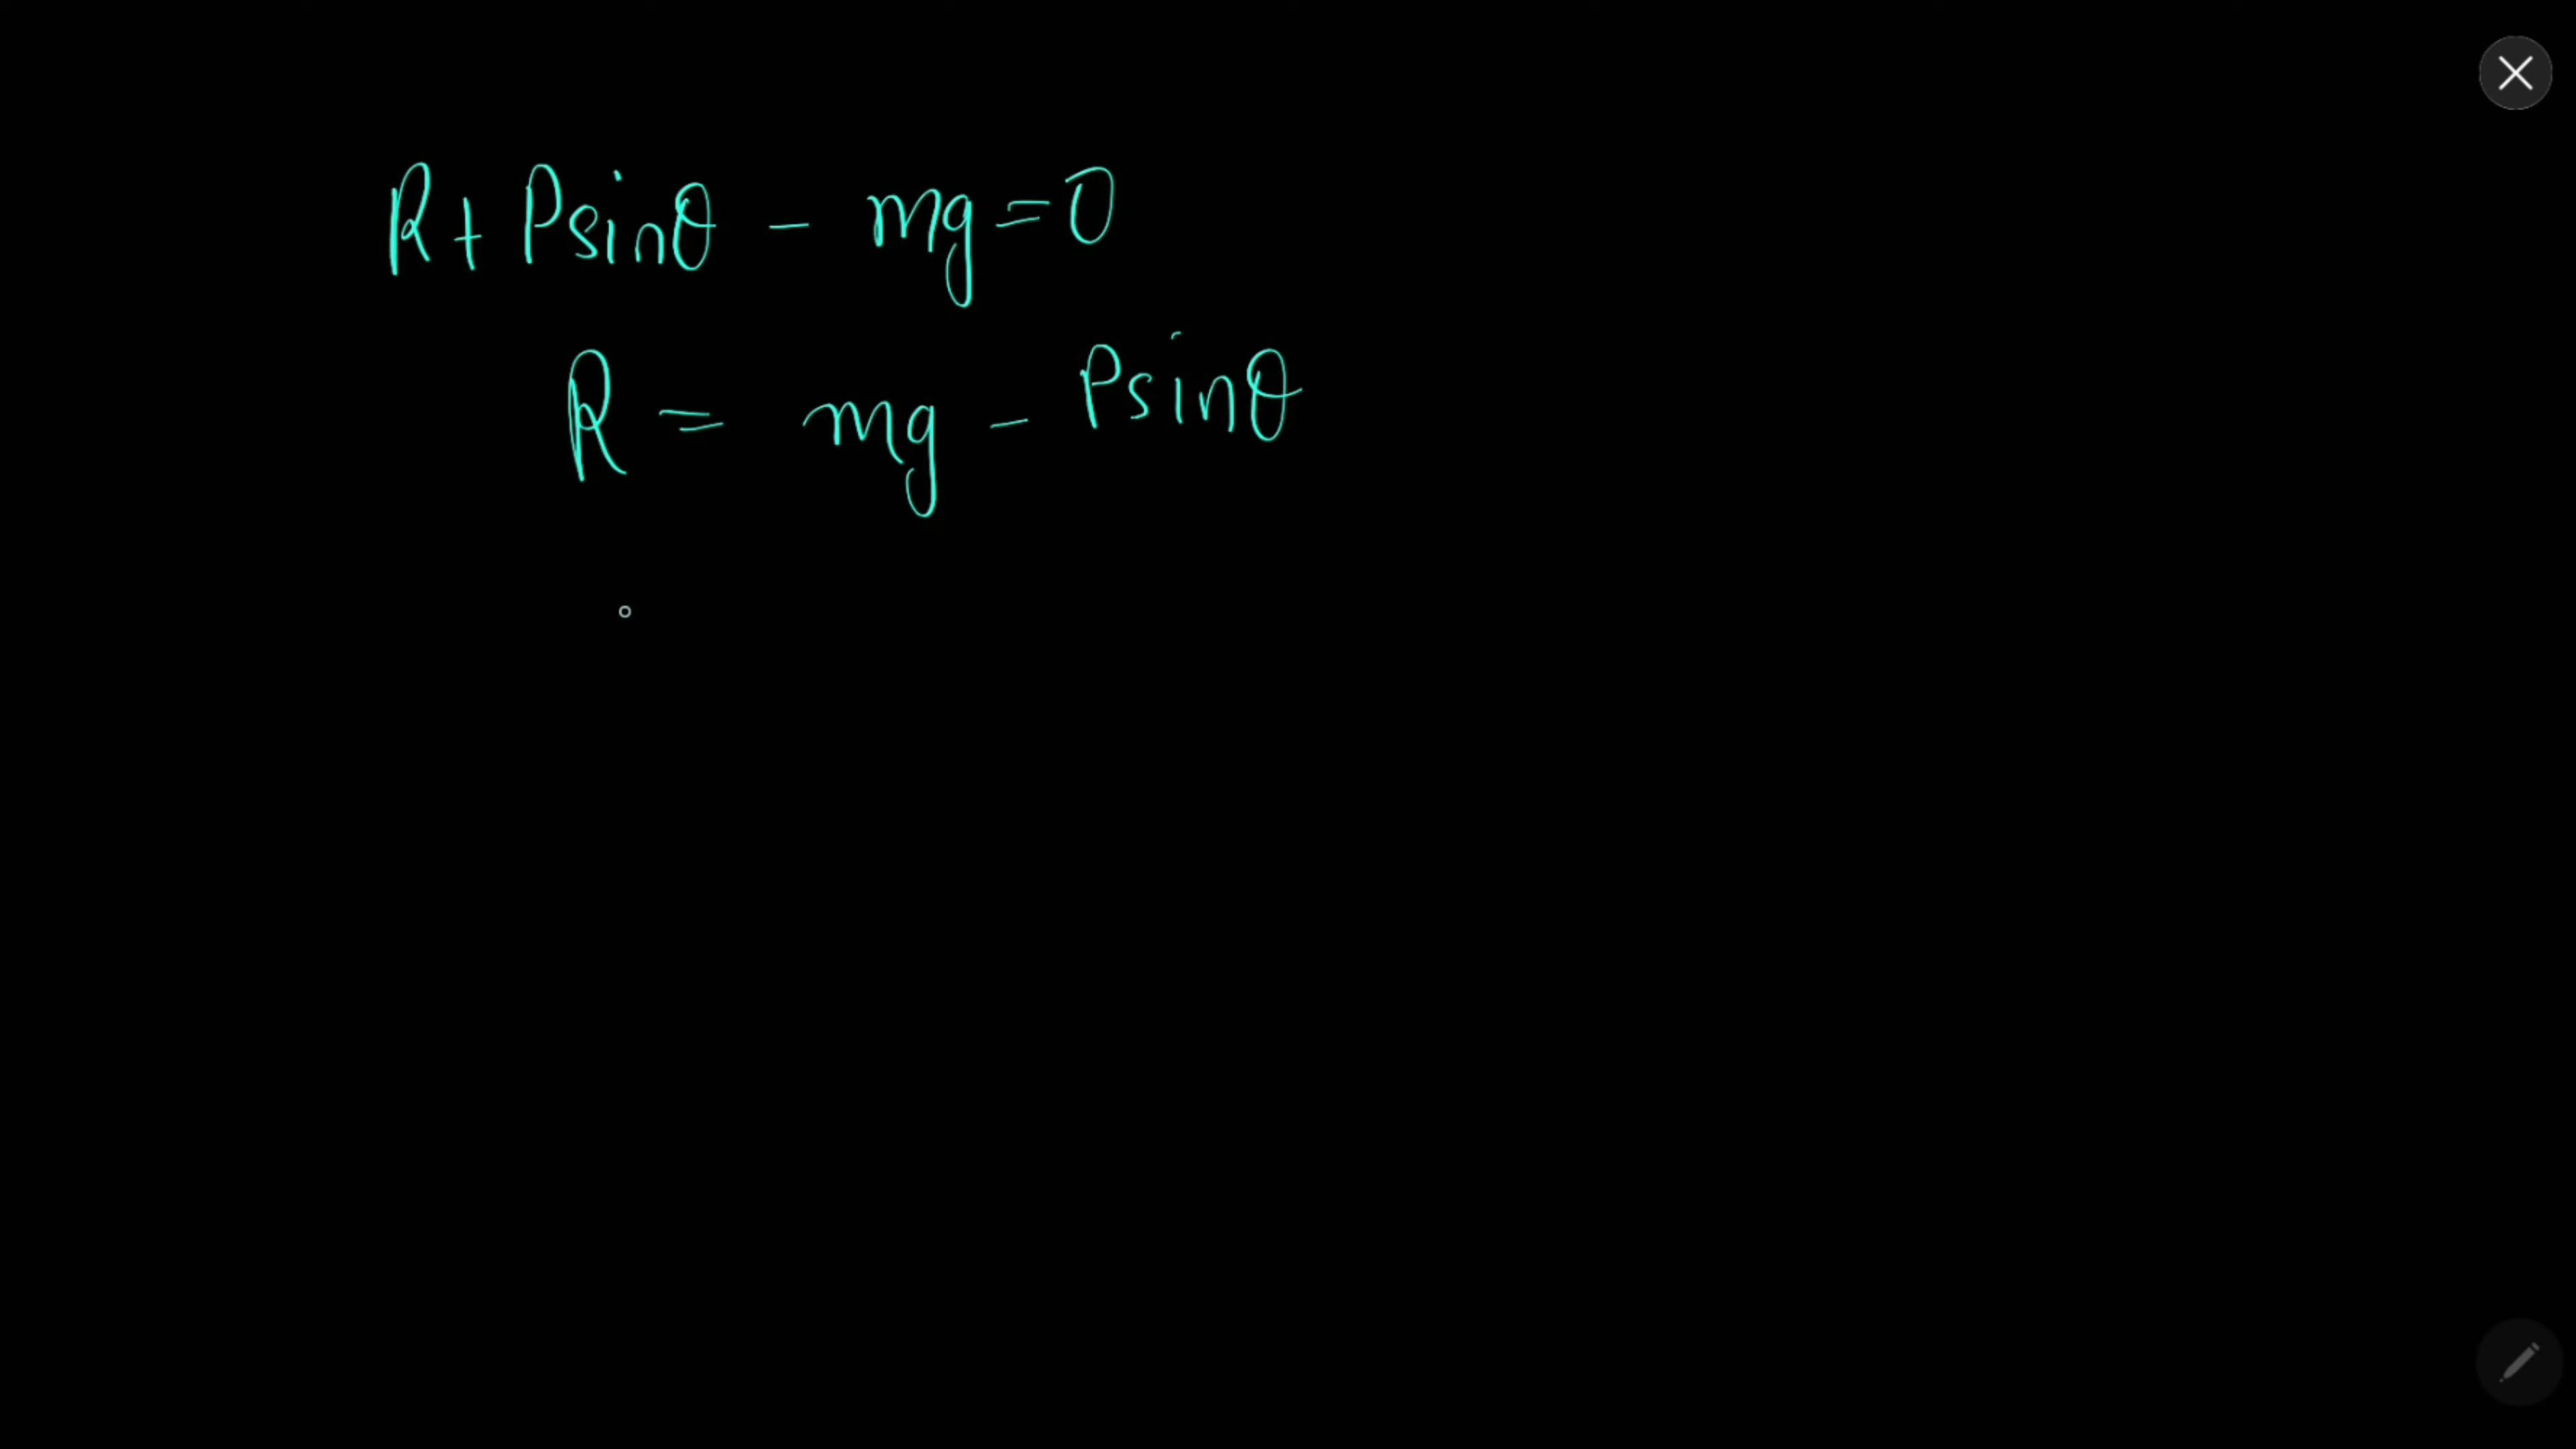 R + Psinθ - mg = 0
R = mg - Psinθ